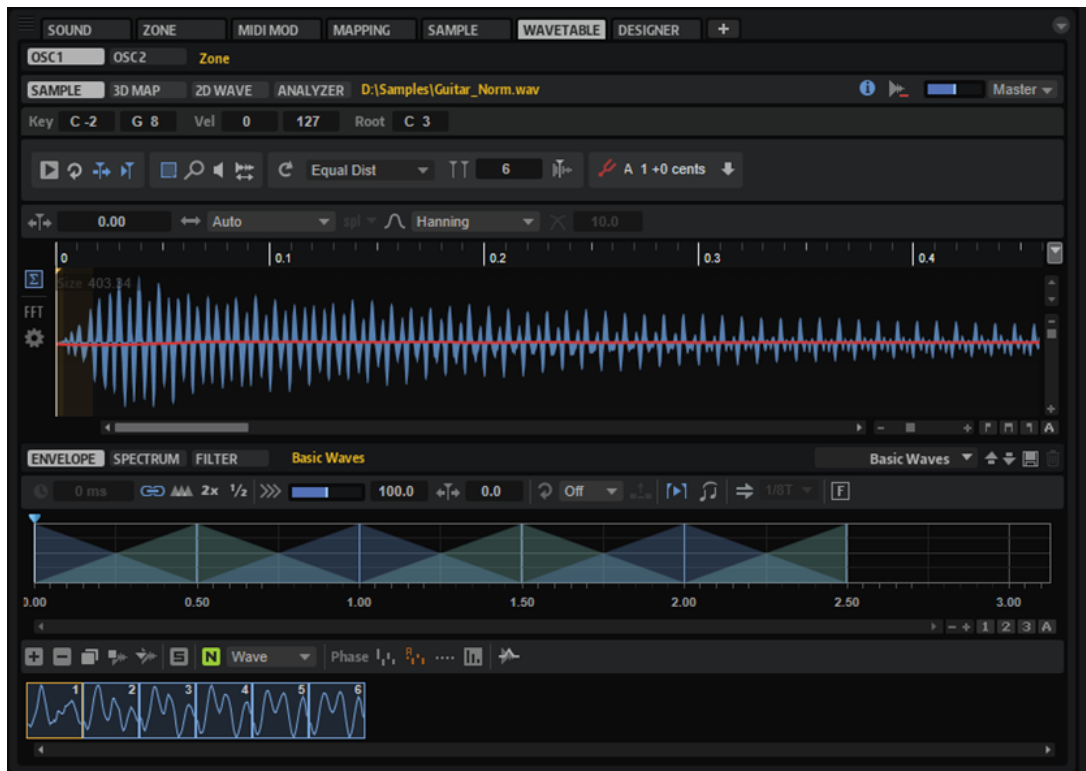 SOUND ZONE MIDI MOD MAPPING SAMPLE WAVETABLE DESIGNER +
OSC1 OSC2 Zone
SAMPLE 3D MAP 2D WAVE ANALYZER D:\Samples\Guitar_Norm.wav Master
Key C -2 G 8 Vel 0 127 Root C 3
Equal Dist 6 A 1 +0 cents
0.00 Auto spl Hanning 10.0
0 0.1 0.2 0.3 0.4
Size 403.34
Σ
FFT
A
ENVELOPE SPECTRUM FILTER Basic Waves Basic Waves
0 ms 2x 1/2 100.0 0.0 Off 1/8T F
0.00 0.50 1.00 1.50 2.00 2.50 3.00
1 2 3 A
S N Wave Phase
1 2 3 4 5 6